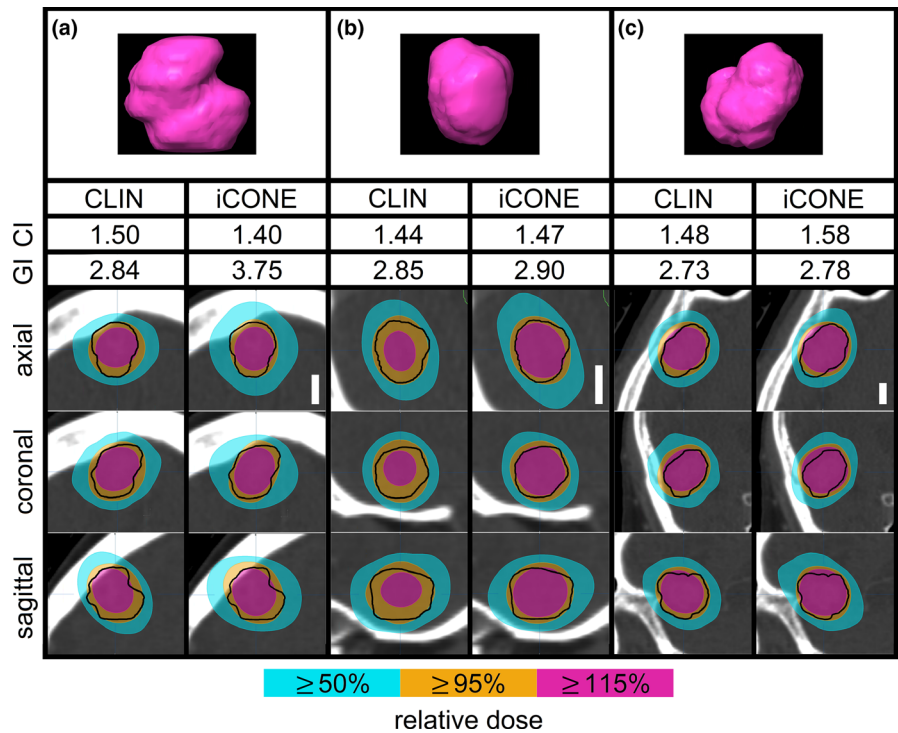 (a) (b) (c)
CLIN iCONE CLIN iCONE CLIN iCONE
CI 1.50 1.40 1.44 1.47 1.48 1.58
GI 2.84 3.75 2.85 2.90 2.73 2.78
axial
coronal
sagittal
≥50% ≥95% ≥115%
relative dose